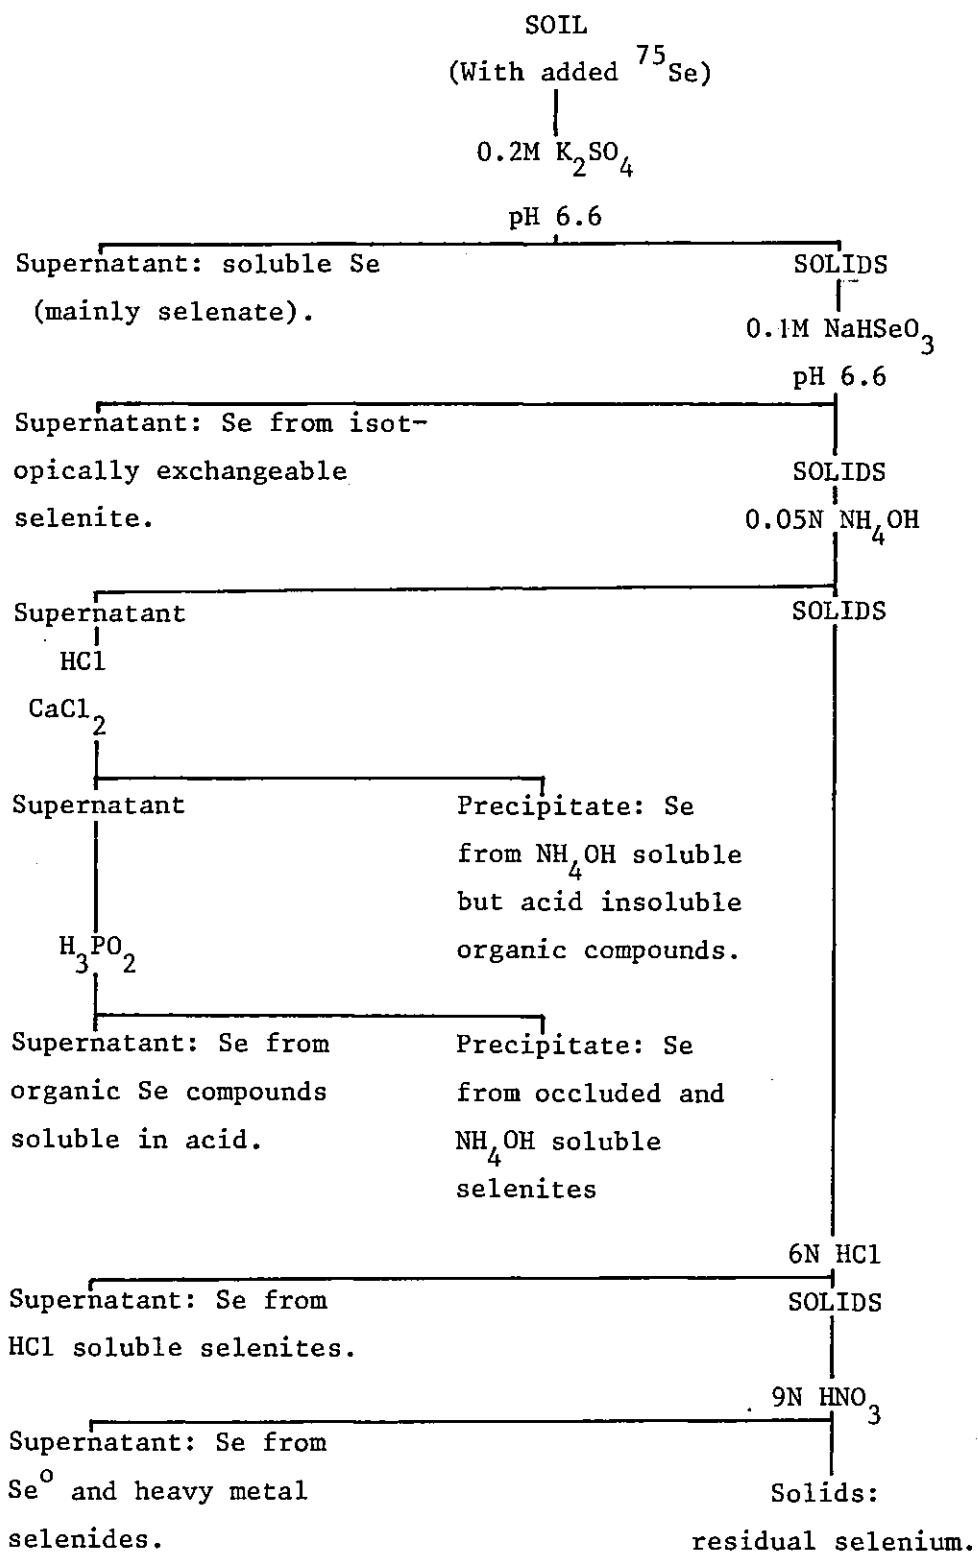 SOIL
(With added ⁷⁵Se)
0.2M K₂SO₄
pH 6.6
Supernatant: soluble Se
(mainly selenate).
SOLIDS
0.1M NaHSeO₃
pH 6.6
Supernatant: Se from isot-
opically exchangeable
selenite.
SOLIDS
0.05N NH₄OH
Supernatant
SOLIDS
HCl
CaCl₂
Supernatant
Precipitate: Se
from NH₄OH soluble
but acid insoluble
organic compounds.
H₃PO₂
Supernatant: Se from
organic Se compounds
soluble in acid.
Precipitate: Se
from occluded and
NH₄OH soluble
selenites
6N HCl
Supernatant: Se from
HCl soluble selenites.
SOLIDS
9N HNO₃
Supernatant: Se from
Se⁰ and heavy metal
selenides.
Solids:
residual selenium.